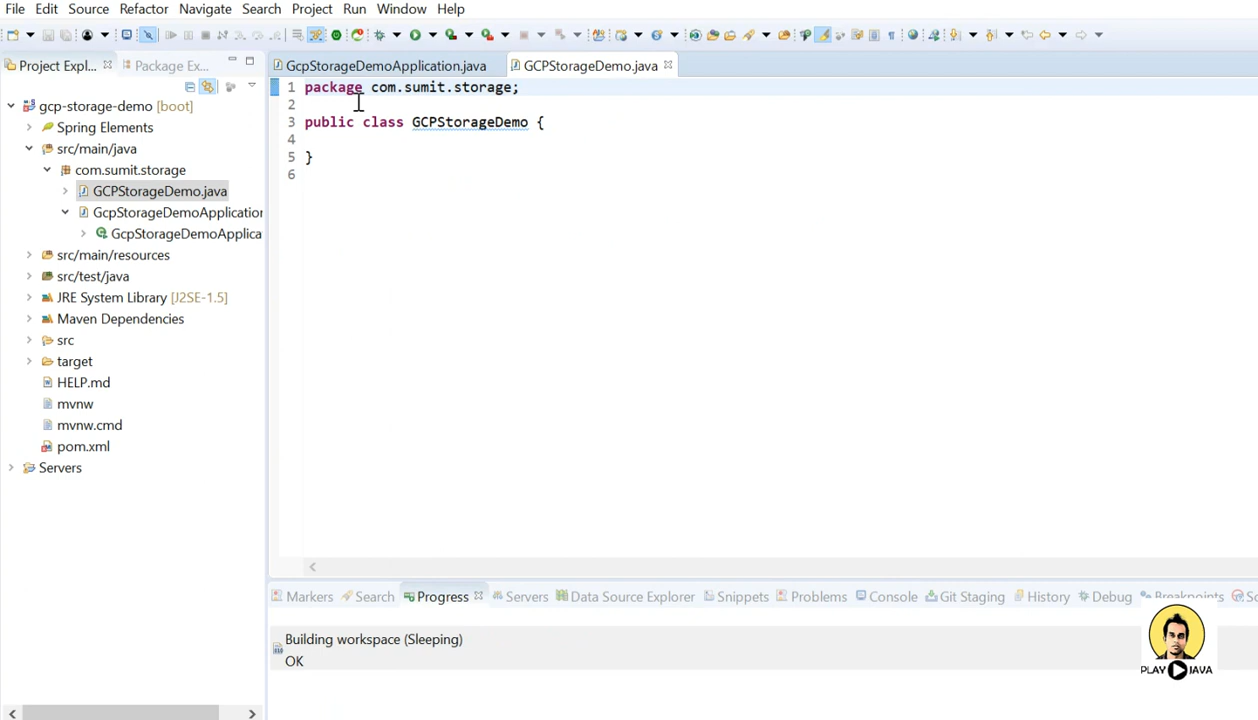 File Edit Source Refactor Navigate Search Project Run Window Help
Project Expl... Package Ex...
GcpStorageDemoApplication.java GCPStorageDemo.java
gcp-storage-demo [boot]
Spring Elements
src/main/java
com.sumit.storage
GCPStorageDemo.java
GcpStorageDemoApplication
GcpStorageDemoApplica
src/main/resources
src/test/java
JRE System Library [J2SE-1.5]
Maven Dependencies
src
target
HELP.md
mvnw
mvnw.cmd
pom.xml
Servers
1 package com.sumit.storage;
2
3 public class GCPStorageDemo {
4
5 }
6
Markers Search Progress Servers Data Source Explorer Snippets Problems Console Git Staging History Debug Breakpoints
Building workspace (Sleeping)
OK
PLAY JAVA